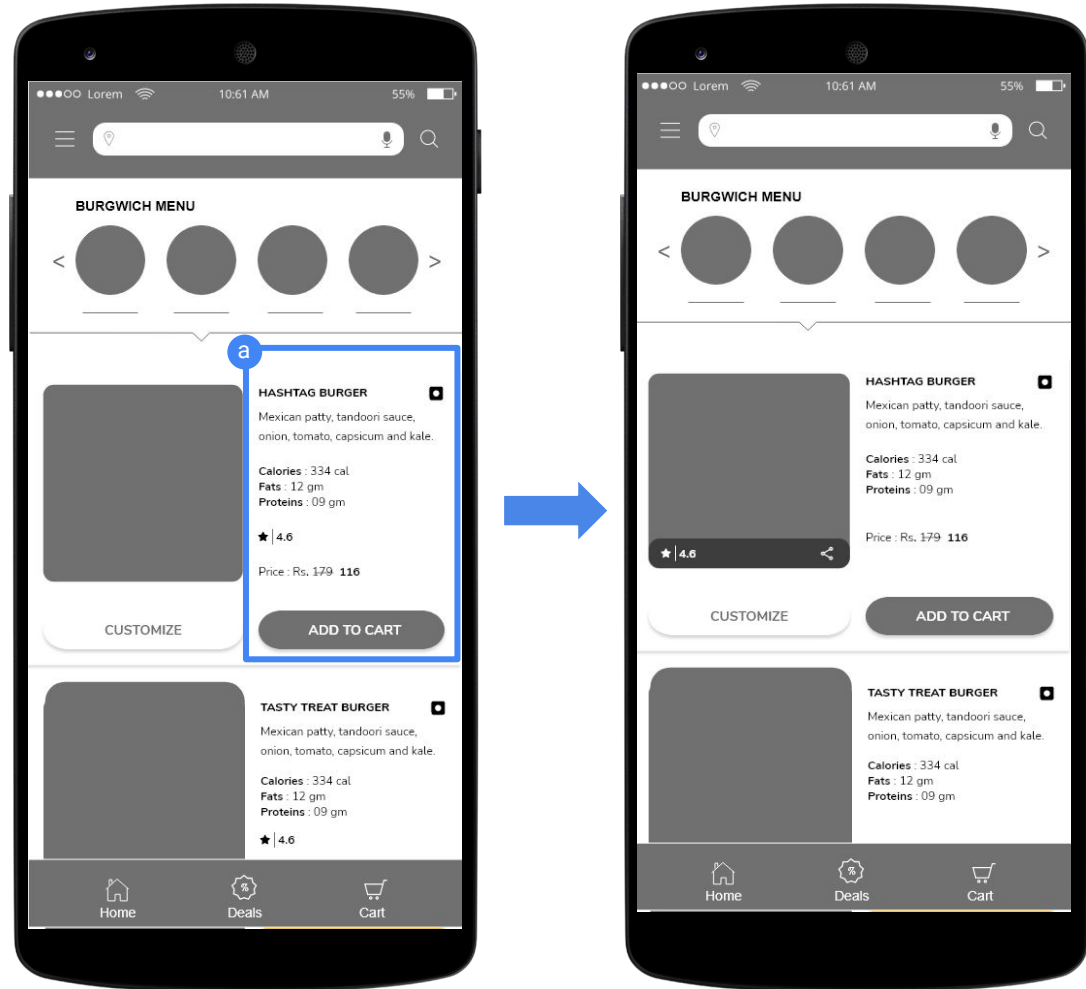 ●●●○○ Lorem 10:61 AM 55%
BURGWICH MENU
< >
a
HASHTAG BURGER
Mexican patty, tandoori sauce,
onion, tomato, capsicum and kale.
Calories : 334 cal
Fats : 12 gm
Proteins : 09 gm
★ | 4.6
Price : Rs. 179 116
CUSTOMIZE ADD TO CART
TASTY TREAT BURGER
Mexican patty, tandoori sauce,
onion, tomato, capsicum and kale.
Calories : 334 cal
Fats : 12 gm
Proteins : 09 gm
★ | 4.6
Home Deals Cart
●●●○○ Lorem 10:61 AM 55%
BURGWICH MENU
< >
HASHTAG BURGER
Mexican patty, tandoori sauce,
onion, tomato, capsicum and kale.
Calories : 334 cal
Fats : 12 gm
Proteins : 09 gm
Price : Rs. 179 116
★ | 4.6
CUSTOMIZE ADD TO CART
TASTY TREAT BURGER
Mexican patty, tandoori sauce,
onion, tomato, capsicum and kale.
Calories : 334 cal
Fats : 12 gm
Proteins : 09 gm
Home Deals Cart